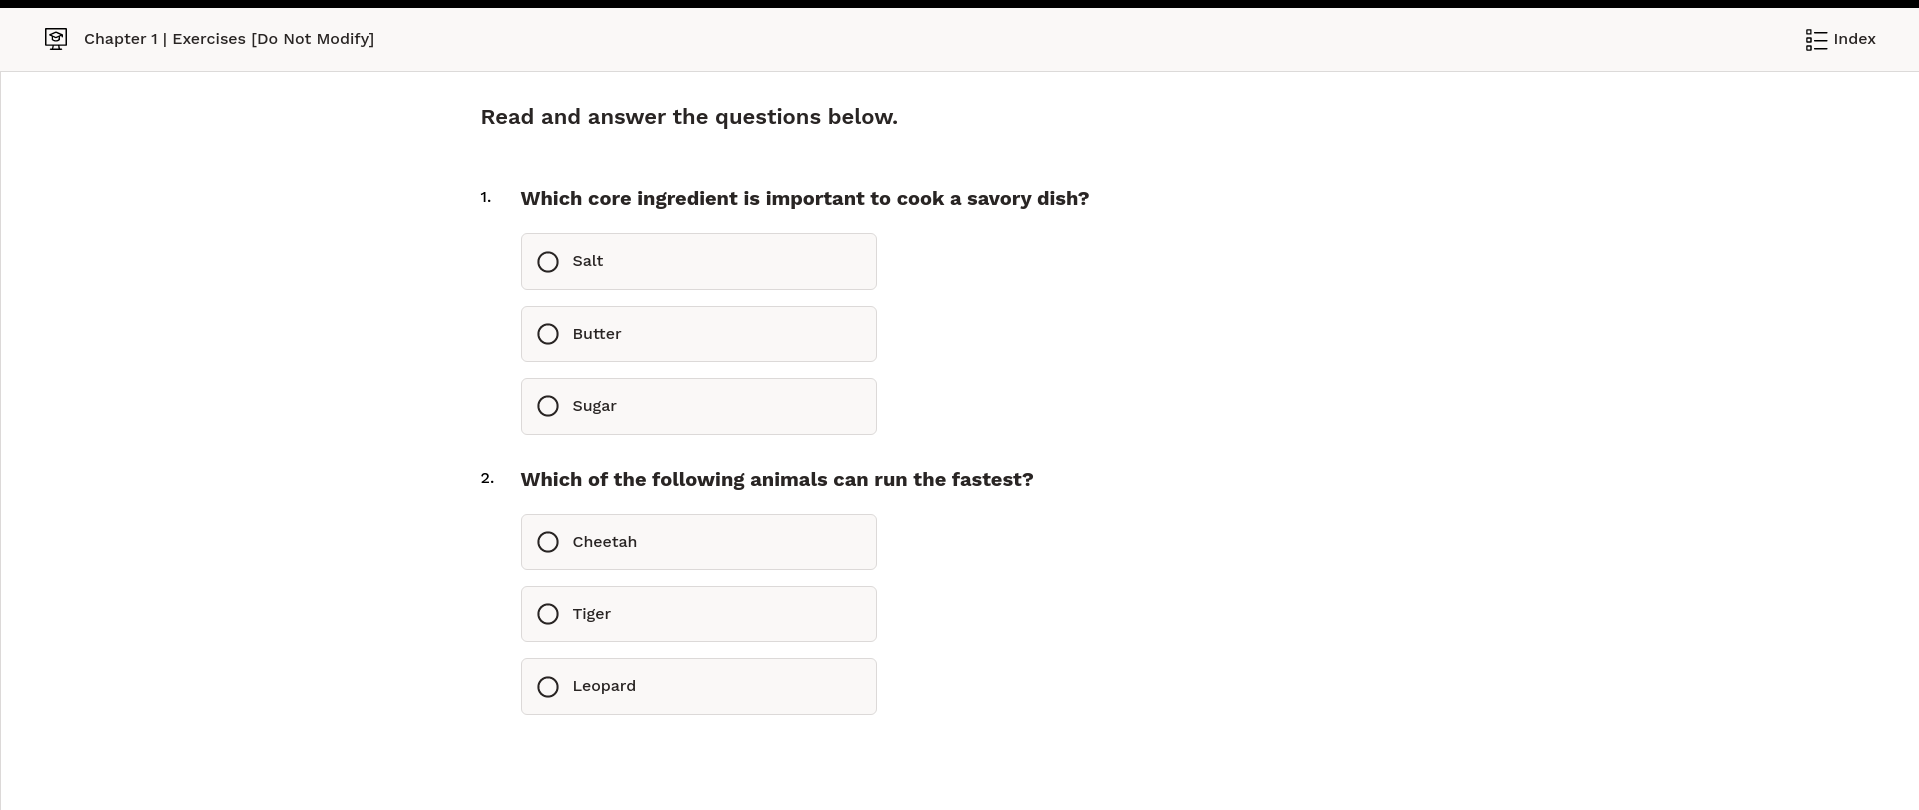 Chapter 1 | Exercises [Do Not Modify]
Index
Read and answer the questions below.
1. Which core ingredient is important to cook a savory dish?
Salt
Butter
Sugar
2. Which of the following animals can run the fastest?
Cheetah
Tiger
Leopard